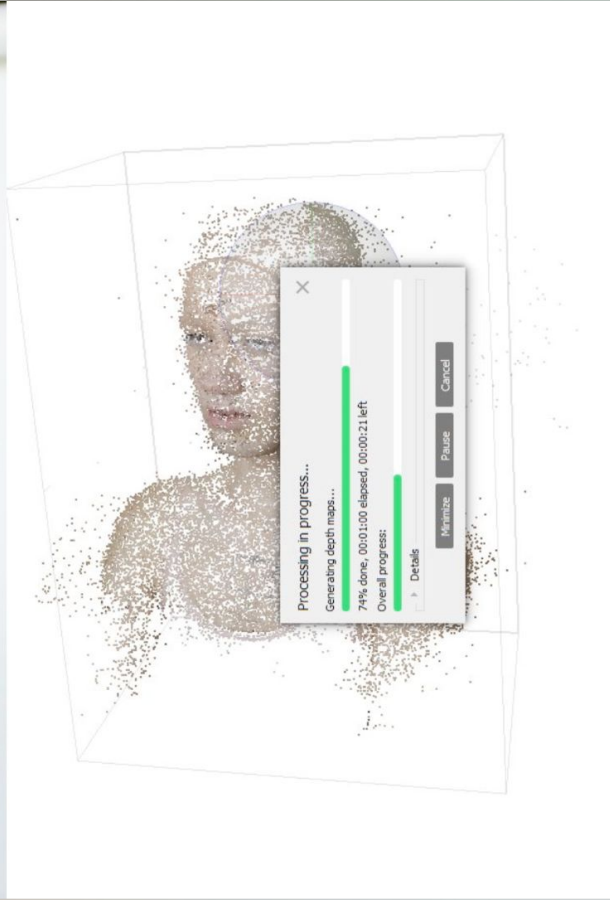 Processing in progress...
Generating depth maps...
74% done, 00:01:00 elapsed, 00:00:21 left
Overall progress:
Details
Minimize Pause Cancel